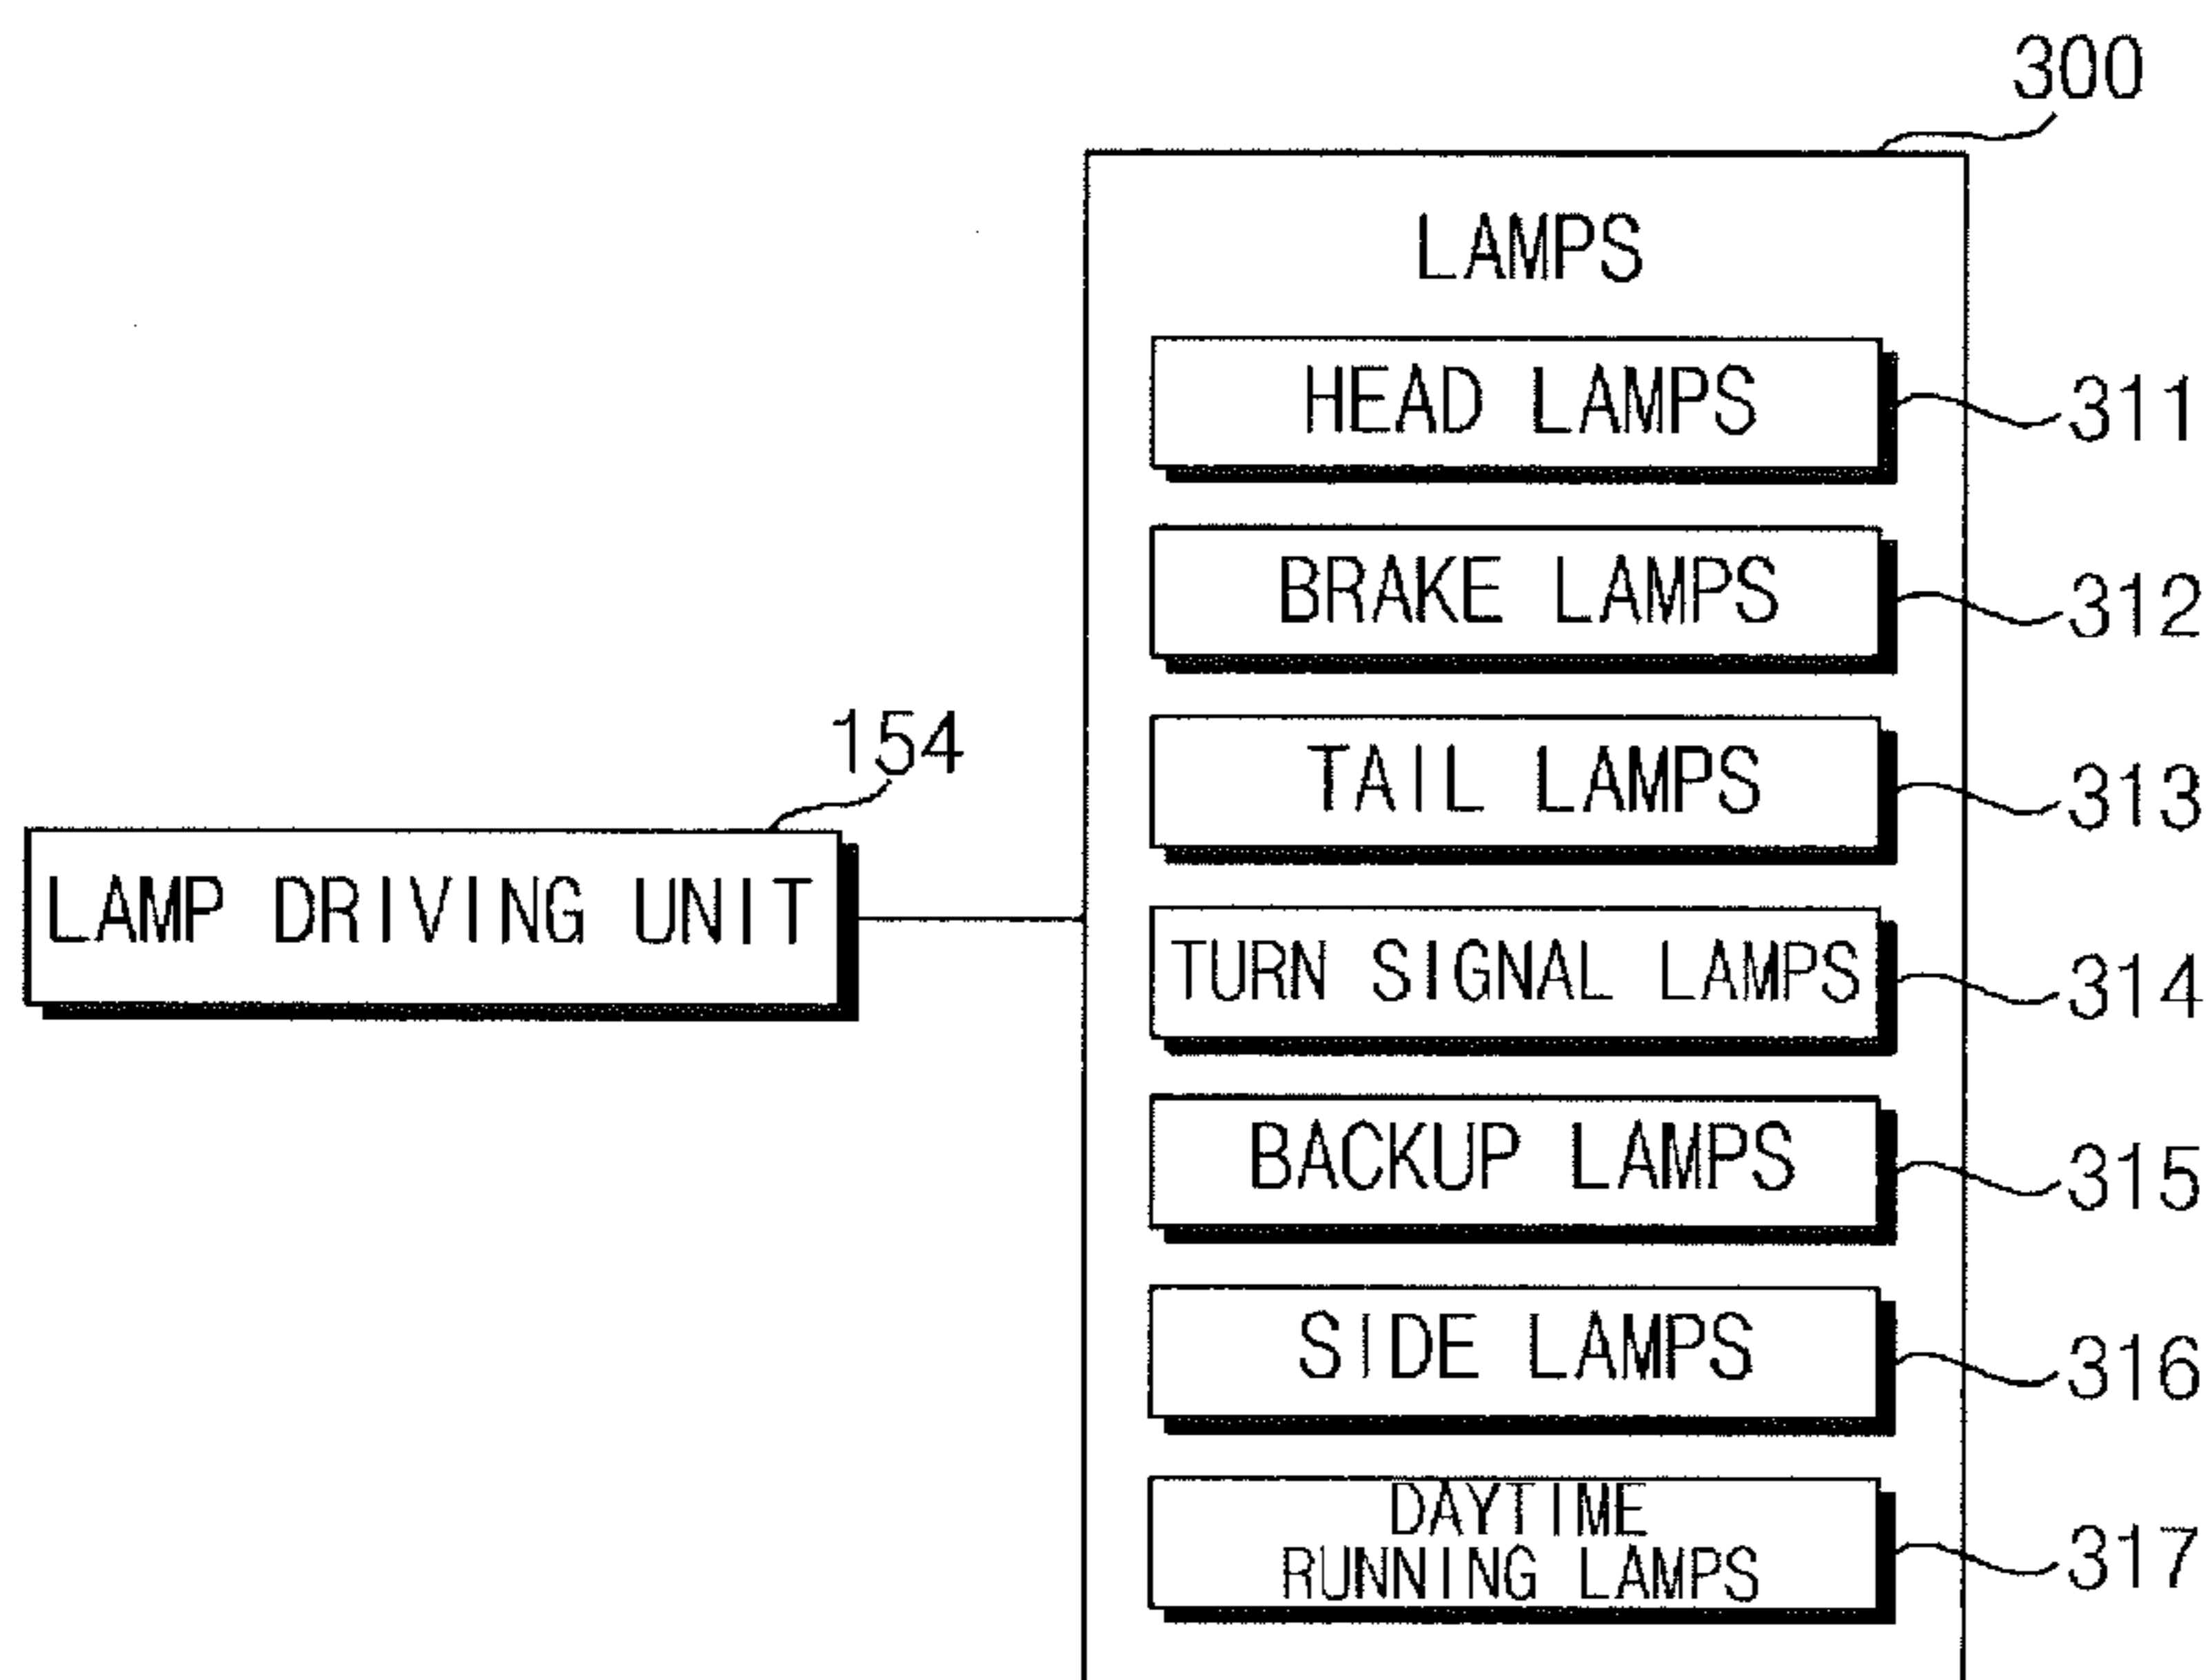 300
LAMPS
HEAD LAMPS
311
BRAKE LAMPS
312
TAIL LAMPS
313
154
LAMP DRIVING UNIT
TURN SIGNAL LAMPS
314
BACKUP LAMPS
315
SIDE LAMPS
316
DAYTIME
RUNNING LAMPS
317